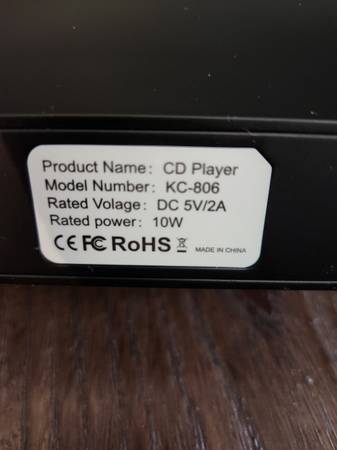 Product Name: CD Player
Model Number: KC-806
Rated Volage: DC 5V/2A
Rated power: 10W
CE FC RoHS MADE IN CHINA